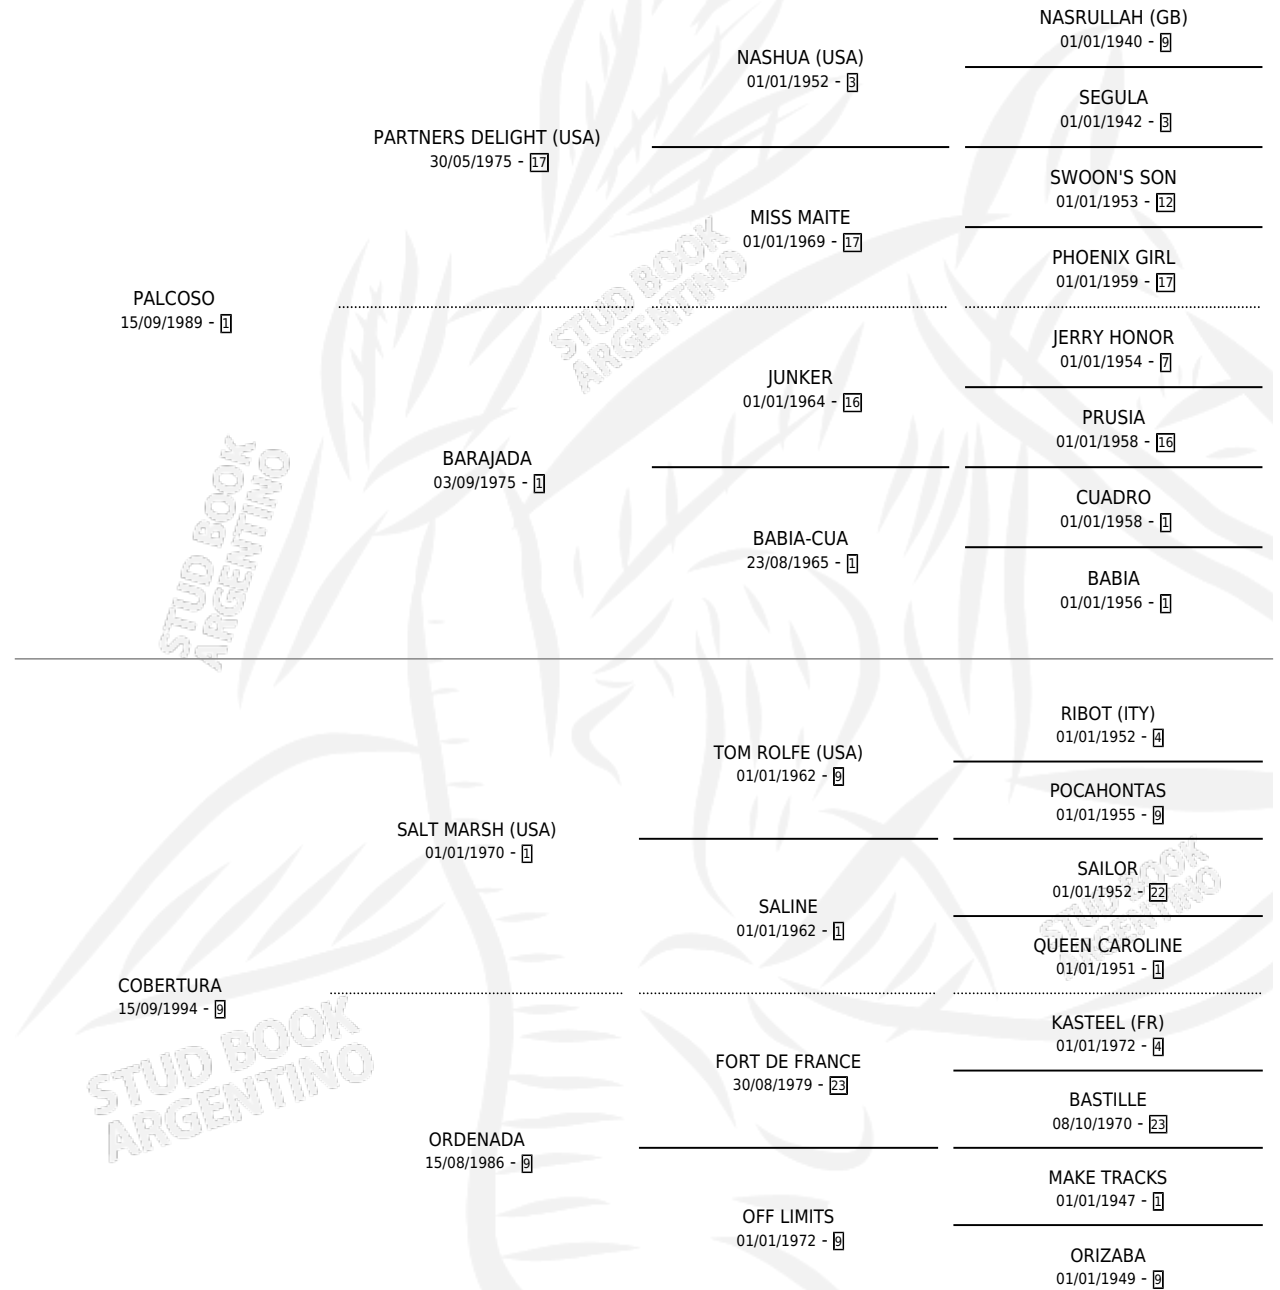 NASRULLAH (GB)
01/01/1940 - 9
NASHUA (USA)
01/01/1952 - 3
SEGULA
01/01/1942 - 3
PARTNERS DELIGHT (USA)
30/05/1975 - 17
SWOON'S SON
01/01/1953 - 12
MISS MAITE
01/01/1969 - 17
PHOENIX GIRL
01/01/1959 - 17
PALCOSO
15/09/1989 - 1
JERRY HONOR
01/01/1954 - 7
JUNKER
01/01/1964 - 16
PRUSIA
01/01/1958 - 16
BARAJADA
03/09/1975 - 1
CUADRO
01/01/1958 - 1
BABIA-CUA
23/08/1965 - 1
BABIA
01/01/1956 - 1
STUD BOOK
ARGENTINO
STUD BOOK
ARGENTINO
RIBOT (ITY)
01/01/1952 - 4
TOM ROLFE (USA)
01/01/1962 - 9
POCAHONTAS
01/01/1955 - 9
SALT MARSH (USA)
01/01/1970 - 1
SAILOR
01/01/1952 - 22
SALINE
01/01/1962 - 1
QUEEN CAROLINE
01/01/1951 - 1
COBERTURA
15/09/1994 - 9
KASTEEL (FR)
01/01/1972 - 4
FORT DE FRANCE
30/08/1979 - 23
BASTILLE
08/10/1970 - 23
ORDENADA
15/08/1986 - 9
MAKE TRACKS
01/01/1947 - 1
OFF LIMITS
01/01/1972 - 9
ORIZABA
01/01/1949 - 9
STUD BOOK
ARGENTINO
STUD BOOK
ARGENTINO